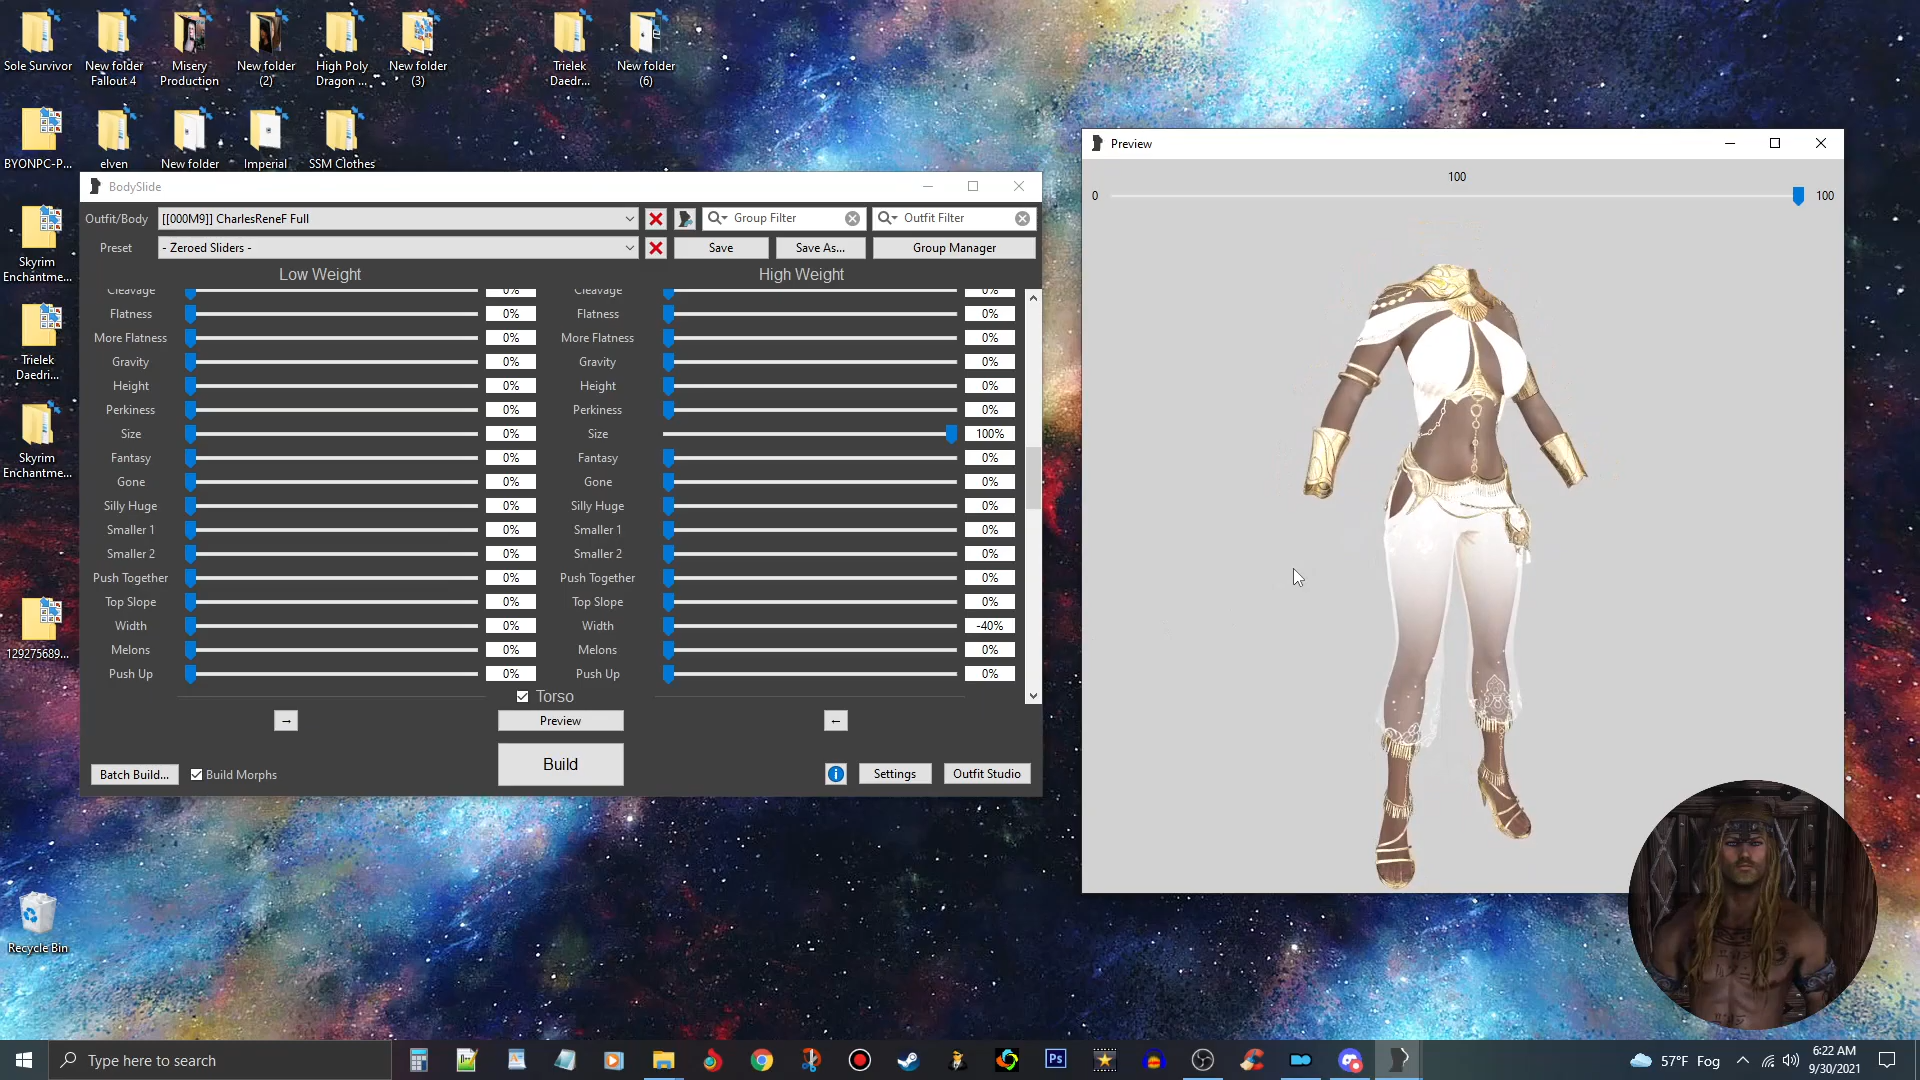 Sole Survivor
New folder
Fallout 4
Misery
Production
New folder
(2)
High Poly
Dragon ...
New folder
(3)
Trielek
Daedr...
New folder
(6)
BYONPC-P...
elven
New folder
Imperial
SSM Clothes
Skyrim
Enchantme...
Trielek
Daedri...
Skyrim
Enchantme...
129275689...
Recycle Bin
BodySlide
Outfit/Body [[000M9]] CharlesReneF Full Group Filter Outfit Filter
Preset - Zeroed Sliders - Save Save As... Group Manager
Low Weight High Weight
Cleavage 0% Cleavage 0%
Flatness 0% Flatness 0%
More Flatness 0% More Flatness 0%
Gravity 0% Gravity 0%
Height 0% Height 0%
Perkiness 0% Perkiness 0%
Size 0% Size 100%
Fantasy 0% Fantasy 0%
Gone 0% Gone 0%
Silly Huge 0% Silly Huge 0%
Smaller 1 0% Smaller 1 0%
Smaller 2 0% Smaller 2 0%
Push Together 0% Push Together 0%
Top Slope 0% Top Slope 0%
Width 0% Width -40%
Melons 0% Melons 0%
Push Up 0% Push Up 0%
Torso
→ Preview ←
Build
Batch Build... Build Morphs Settings Outfit Studio
Preview
100
0 100
Type here to search
Ps
57°F Fog
6:22 AM
9/30/2021